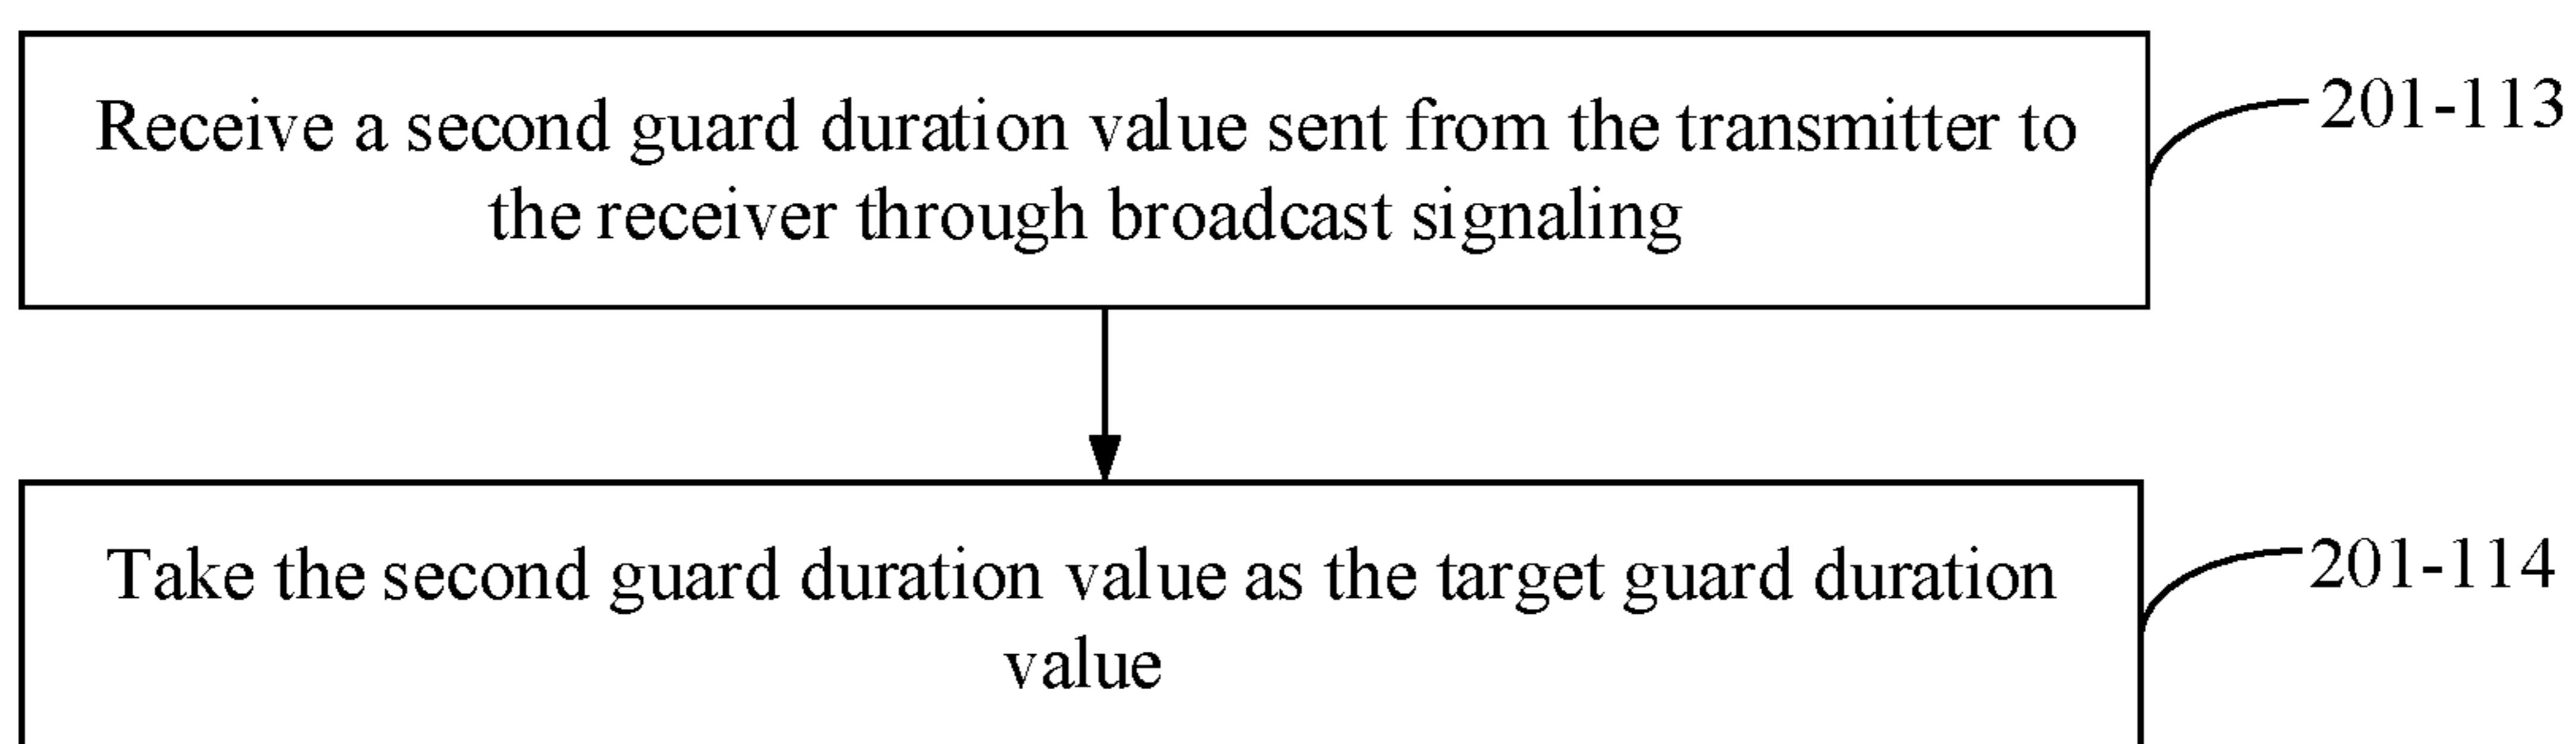 Receive a second guard duration value sent from the transmitter to
the receiver through broadcast signaling
201-113
Take the second guard duration value as the target guard duration
value
201-114